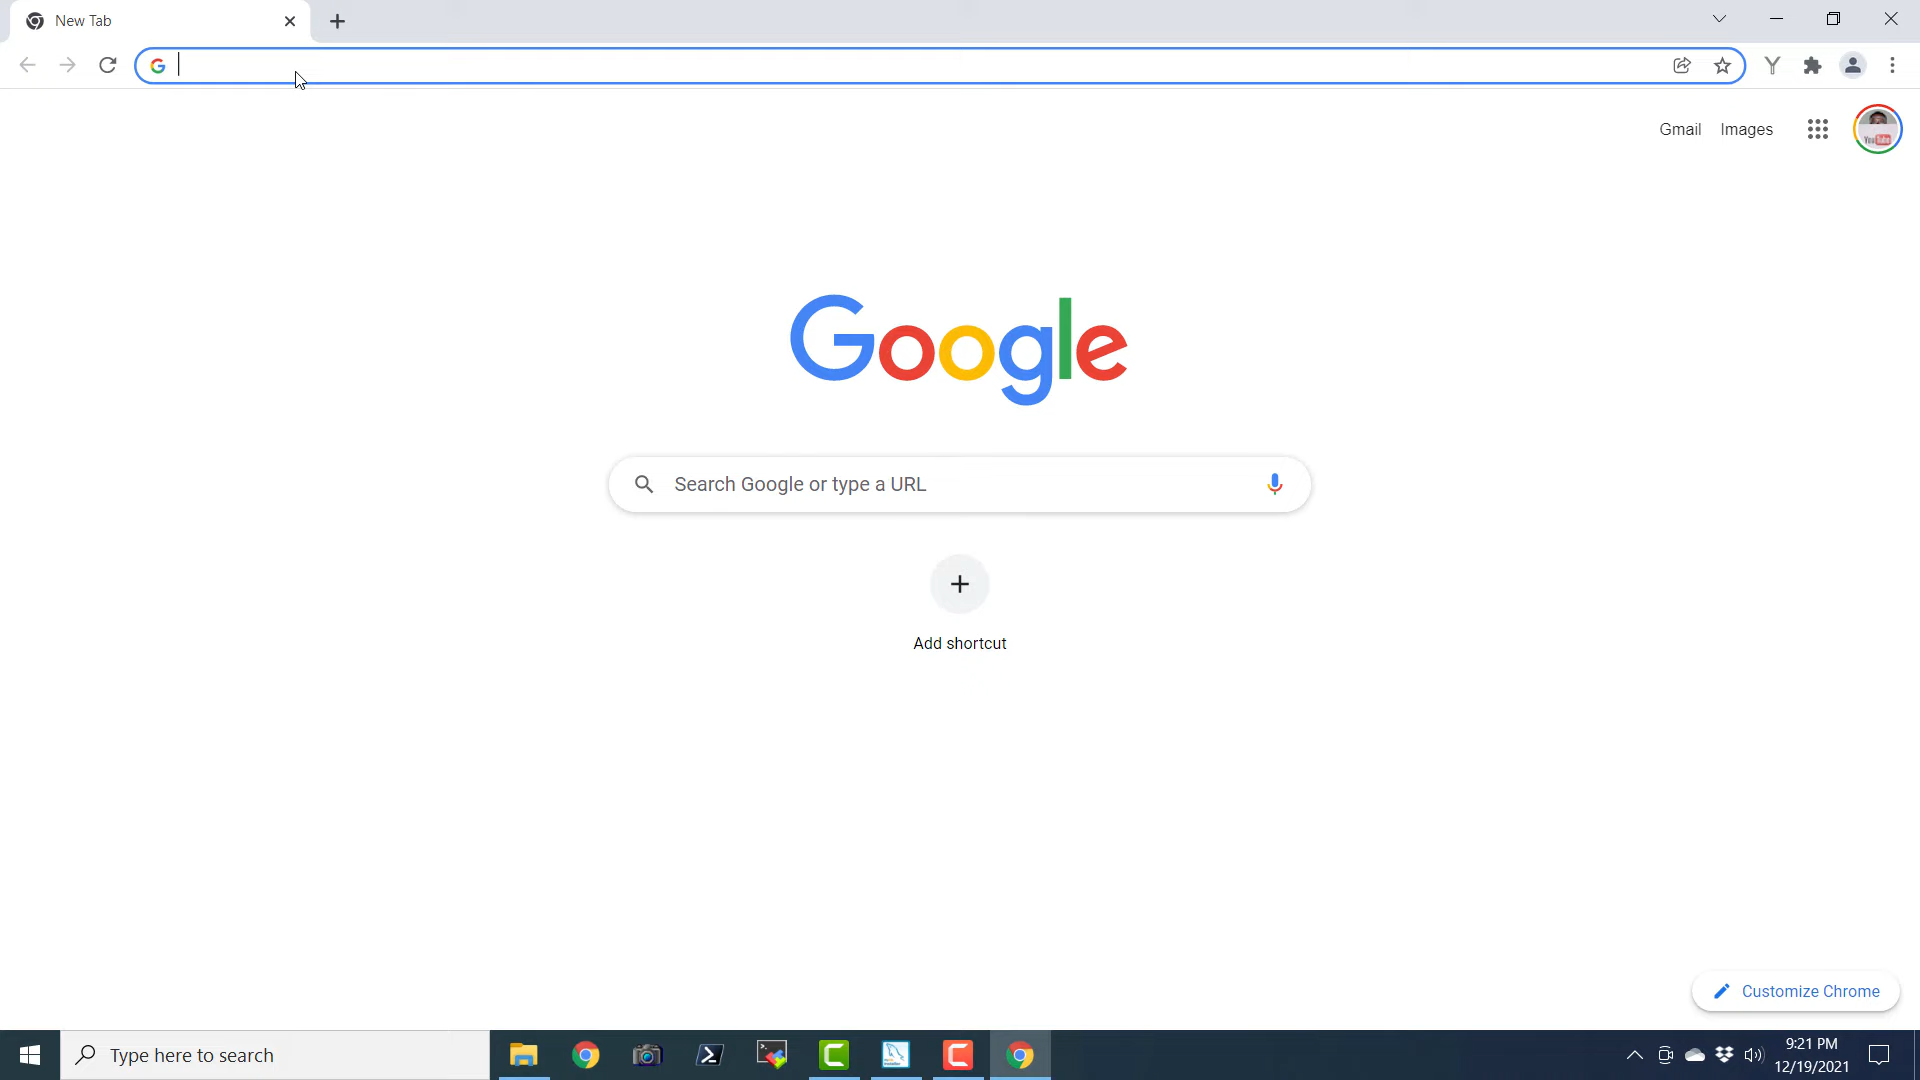 New Tab
Gmail Images
Google
Search Google or type a URL
Add shortcut
Customize Chrome
Type here to search
9:21 PM
12/19/2021